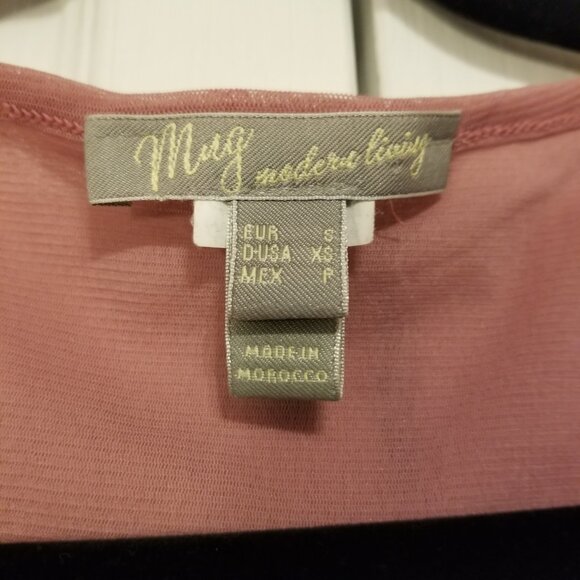 Mng modern living
EUR S
D·USA XS
MEX P
MADE IN
MOROCCO